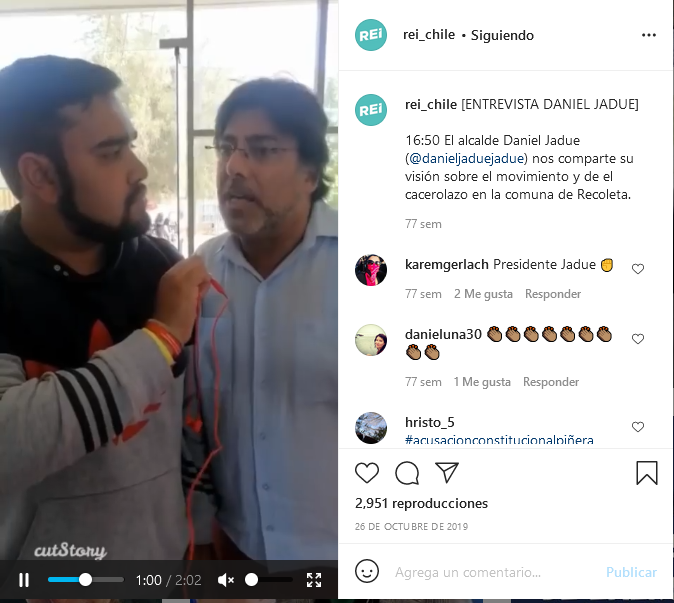 REi
rei_chile • Siguiendo
REi
rei_chile [ENTREVISTA DANIEL JADUE]
16:50 El alcalde Daniel Jadue
(@danieljaduejadue) nos comparte su
visión sobre el movimiento y de el
cacerolazo en la comuna de Recoleta.
77 sem
karemgerlach Presidente Jadue ✊
77 sem 2 Me gusta Responder
danieluna30 👏🏽👏🏽👏🏽👏🏽👏🏽👏🏽👏🏽
👏🏽👏🏽
77 sem 1 Me gusta Responder
hristo_5
#acusacionconstitucionalpiñera
2,951 reproducciones
26 DE OCTUBRE DE 2019
Agrega un comentario... Publicar
cutStory
1:00 / 2:02